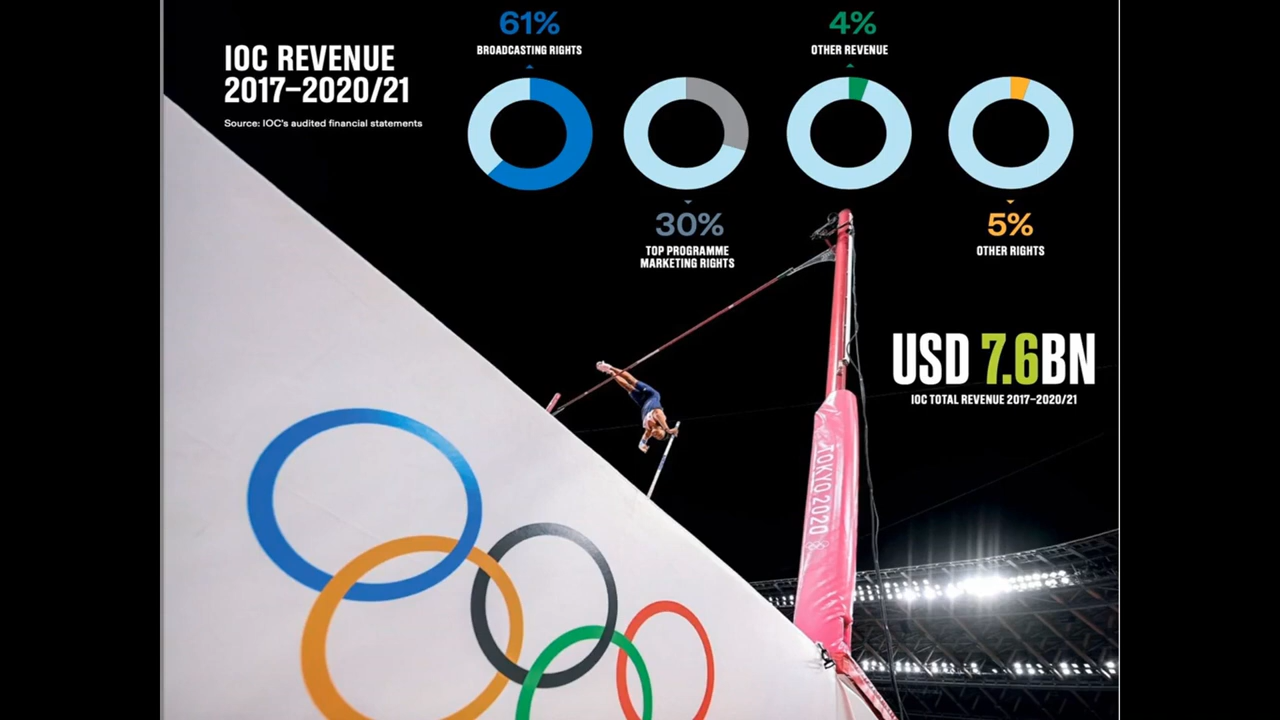 IOC REVENUE
2017–2020/21
Source: IOC's audited financial statements
61%
BROADCASTING RIGHTS
30%
TOP PROGRAMME
MARKETING RIGHTS
4%
OTHER REVENUE
5%
OTHER RIGHTS
USD 7.6BN
IOC TOTAL REVENUE 2017–2020/21
TOKYO 2020